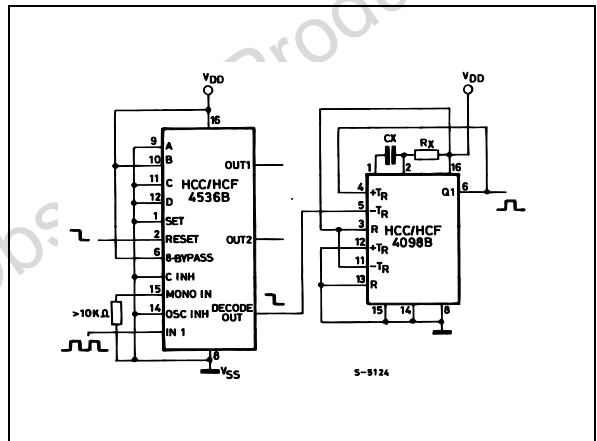 Obs
Produ
VDD
16
9 A
10 B
11 C
12 D
1 SET
2 RESET
6 8-BYPASS
C INH
15 MONO IN
14 OSC INH
IN 1
HCC/HCF
4536B
OUT1
OUT2
DECODE
OUT
>10KΩ
8
VSS
VDD
CX
RX
1
2
16
4 +TR
5 -TR
3 R
12 +TR
11 -TR
13 R
HCC/HCF
4098B
Q1 6
15
14
8
S-5124